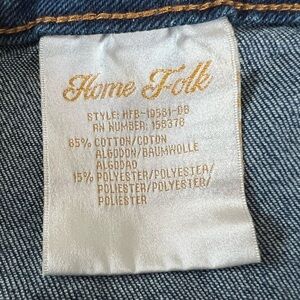 Home Folk
STYLE: HFB-19581-DB
RN NUMBER: 158378
85% COTTON/COTON
ALGODON/BAUMWOLLE
ALGODAO
15% POLYESTER/POLYESTER/
POLIESTER/POLYESTER/
POLIESTER